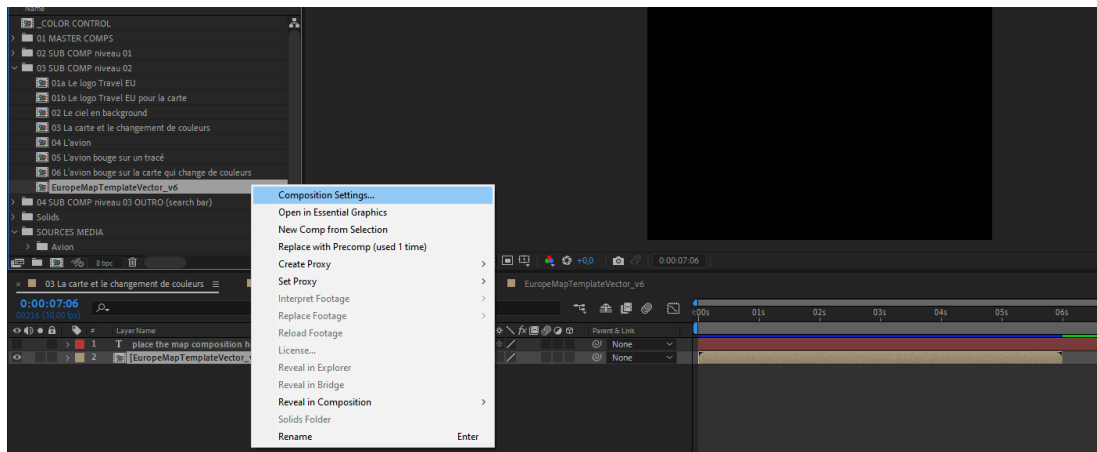 Name
_COLOR CONTROL
01 MASTER COMPS
02 SUB COMP niveau 01
03 SUB COMP niveau 02
01a Le logo Travel EU
01b Le logo Travel EU pour la carte
02 Le ciel en background
03 La carte et le changement de couleurs
04 L'avion
05 L'avion bouge sur un tracé
06 L'avion bouge sur la carte qui change de couleurs
EuropeMapTemplateVector_v6
04 SUB COMP niveau 03 OUTRO (search bar)
Solids
SOURCES MEDIA
Avion
8 bpc
Composition Settings...
Open in Essential Graphics
New Comp from Selection
Replace with Precomp (used 1 time)
Create Proxy
Set Proxy
Interpret Footage
Replace Footage
Reload Footage
License...
Reveal in Explorer
Reveal in Bridge
Reveal in Composition
Solids Folder
Rename Enter
+0,0 0:00:07:06
03 La carte et le changement de couleurs
EuropeMapTemplateVector_v6
0:00:07:06
00216 (30.00 fps)
:00s 01s 02s 03s 04s 05s 06s
# Layer Name fx Parent & Link
1 T place the map composition h None
2 [EuropeMapTemplateVector_v None